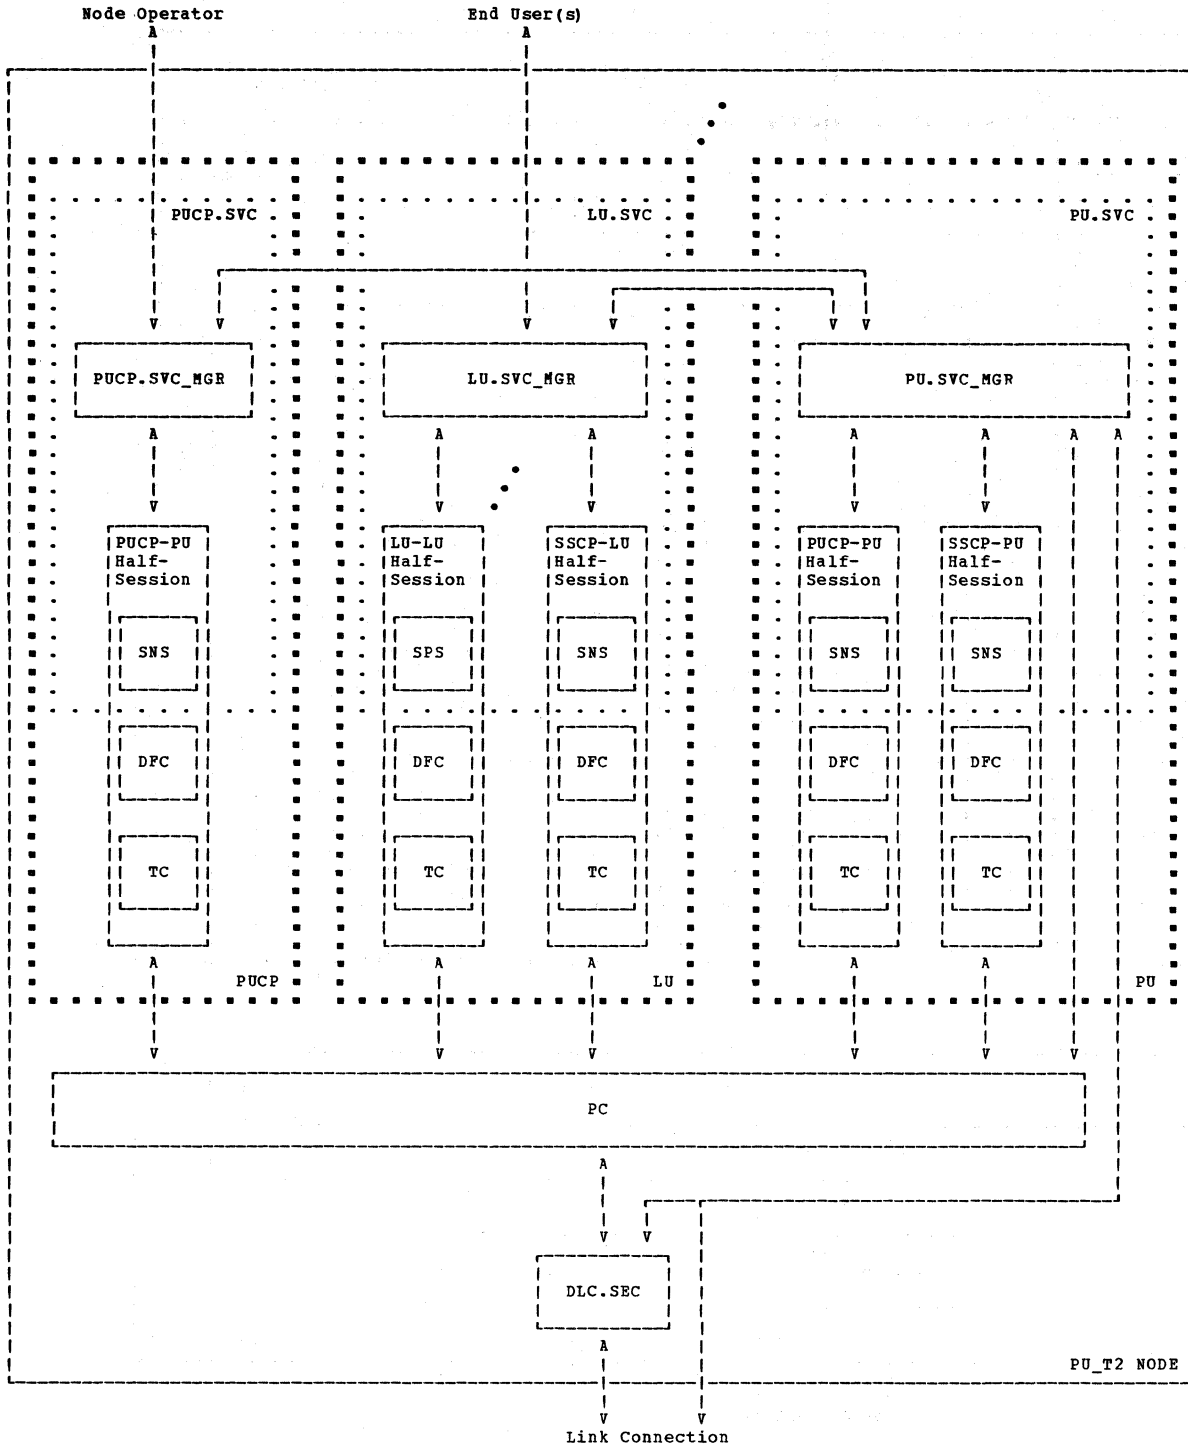 Node Operator
End User(s)
PUCP.SVC
LU.SVC
PU.SVC
PUCP.SVC_MGR
LU.SVC_MGR
PU.SVC_MGR
PUCP-PU
Half-
Session
LU-LU
Half-
Session
SSCP-LU
Half-
Session
PUCP-PU
Half-
Session
SSCP-PU
Half-
Session
SNS
SPS
SNS
SNS
SNS
DFC
DFC
DFC
DFC
DFC
TC
TC
TC
TC
TC
PUCP
LU
PU
PC
DLC.SEC
PU_T2 NODE
Link Connection